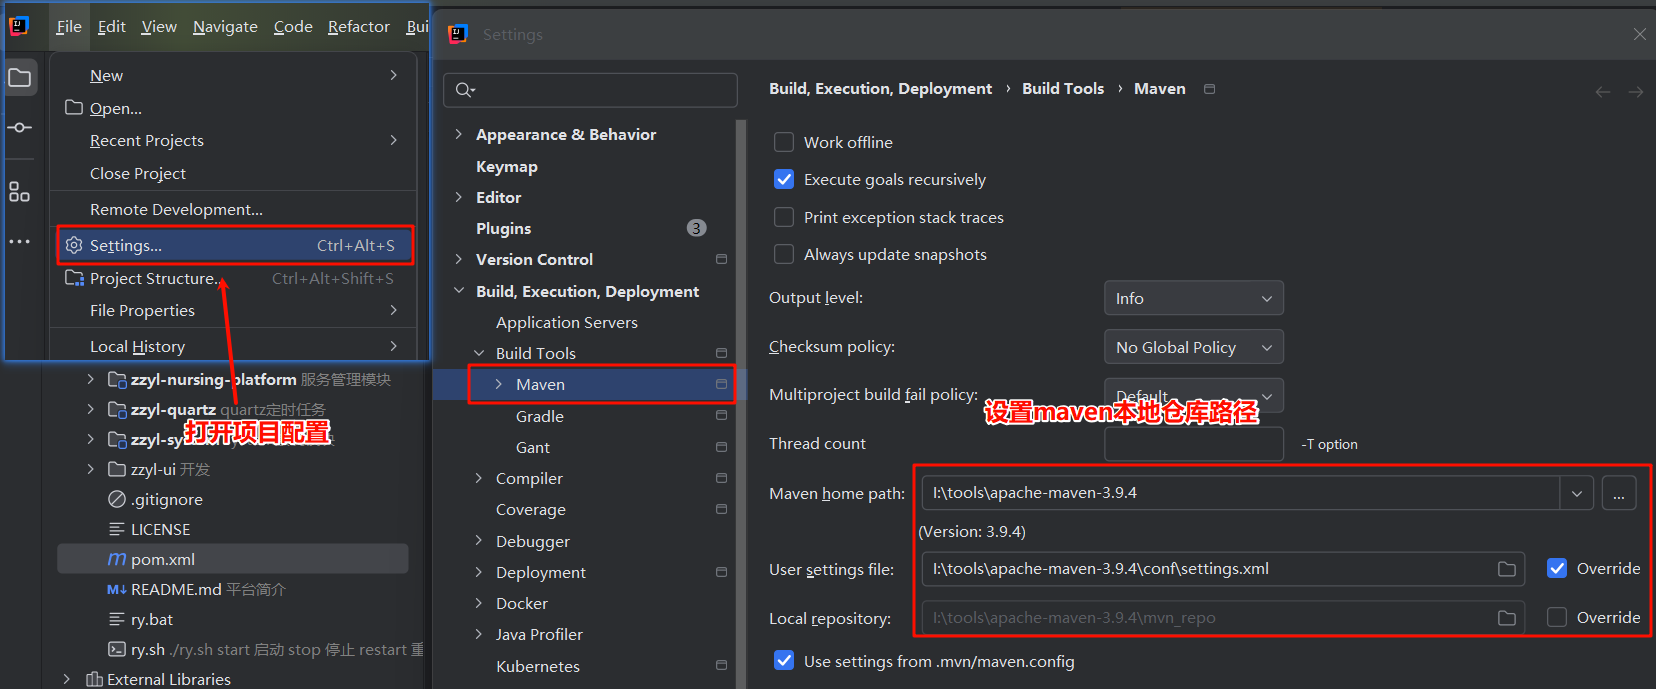 File Edit View Navigate Code Refactor Bui
New
Open...
Recent Projects
Close Project
Remote Development...
Settings... Ctrl+Alt+S
Project Structure... Ctrl+Alt+Shift+S
File Properties
Local History
zzyl-nursing-platform 服务管理模块
zzyl-quartz quartz定时任务
zzyl-sy
打开项目配置
zzyl-ui 开发
.gitignore
LICENSE
m pom.xml
M↓ README.md 平台简介
ry.bat
ry.sh ./ry.sh start 启动 stop 停止 restart 重
External Libraries
Settings
Appearance & Behavior
Keymap
Editor
Plugins 3
Version Control
Build, Execution, Deployment
Application Servers
Build Tools
Maven
Gradle
Gant
Compiler
Coverage
Debugger
Deployment
Docker
Java Profiler
Kubernetes
Build, Execution, Deployment › Build Tools › Maven
Work offline
Execute goals recursively
Print exception stack traces
Always update snapshots
Output level: Info
Checksum policy: No Global Policy
Multiproject build fail policy: Default
设置maven本地仓库路径
Thread count -T option
Maven home path: I:\tools\apache-maven-3.9.4 ...
(Version: 3.9.4)
User settings file: I:\tools\apache-maven-3.9.4\conf\settings.xml Override
Local repository: I:\tools\apache-maven-3.9.4\mvn_repo Override
Use settings from .mvn/maven.config